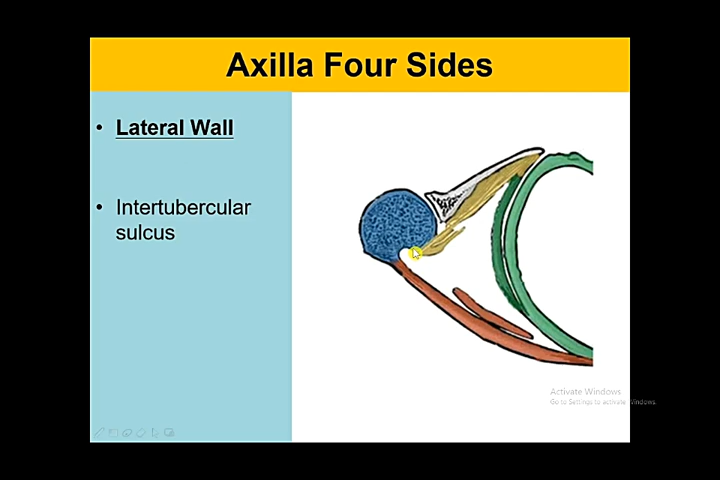 Axilla Four Sides
• Lateral Wall
• Intertubercular
sulcus
Activate Windows
Go to Settings to activate Windows.